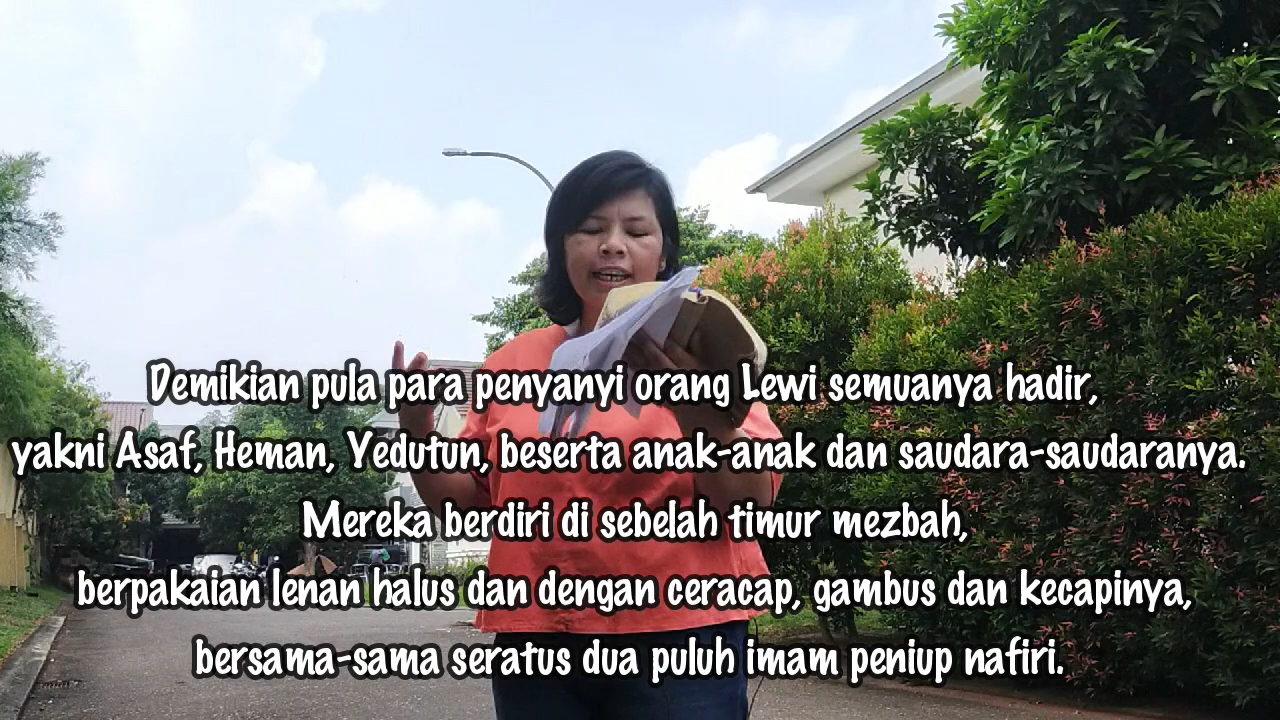 Demikian pula para penyanyi orang Lewi semuanya hadir,
yakni Asaf, Heman, Yedutun, beserta anak-anak dan saudara-saudaranya.
Mereka berdiri di sebelah timur mezbah,
berpakaian lenan halus dan dengan ceracap, gambus dan kecapinya,
bersama-sama seratus dua puluh imam peniup nafiri.